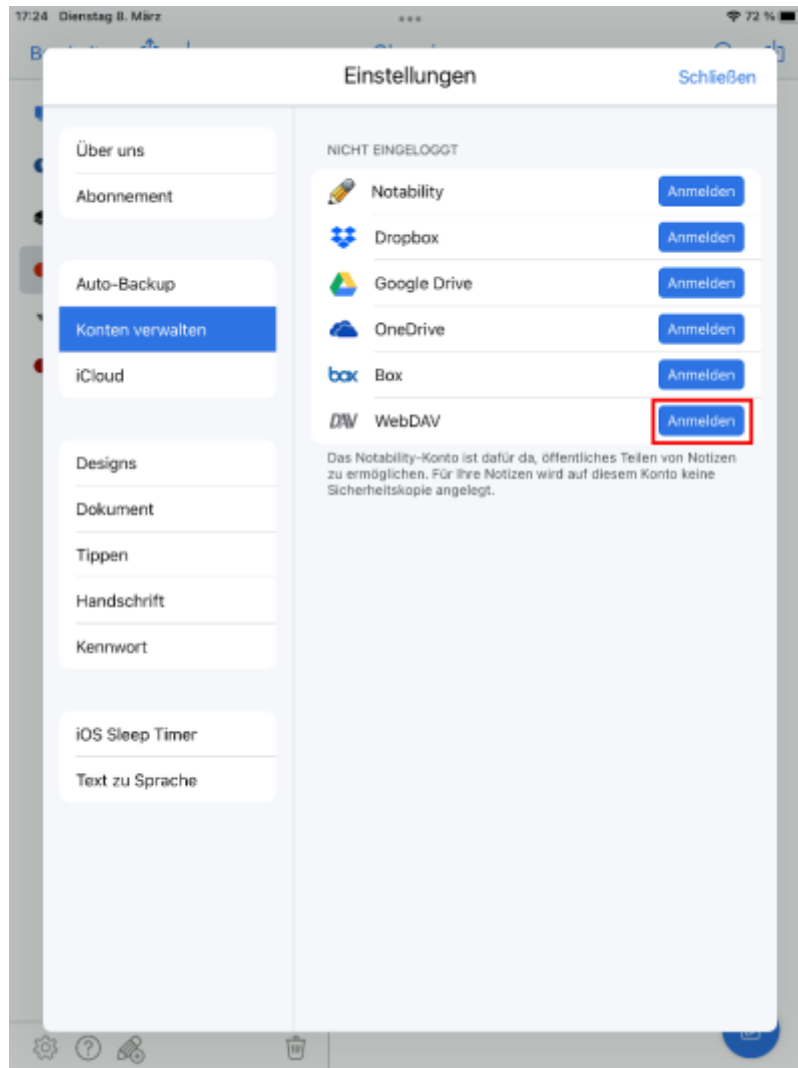 17:24 Dienstag 8. März
72 %
Einstellungen
Schließen
Über uns
Abonnement
Auto-Backup
Konten verwalten
iCloud
Designs
Dokument
Tippen
Handschrift
Kennwort
iOS Sleep Timer
Text zu Sprache
NICHT EINGELOGGT
Notability Anmelden
Dropbox Anmelden
Google Drive Anmelden
OneDrive Anmelden
box Box Anmelden
DAV WebDAV Anmelden
Das Notability-Konto ist dafür da, öffentliches Teilen von Notizen
zu ermöglichen. Für Ihre Notizen wird auf diesem Konto keine
Sicherheitskopie angelegt.